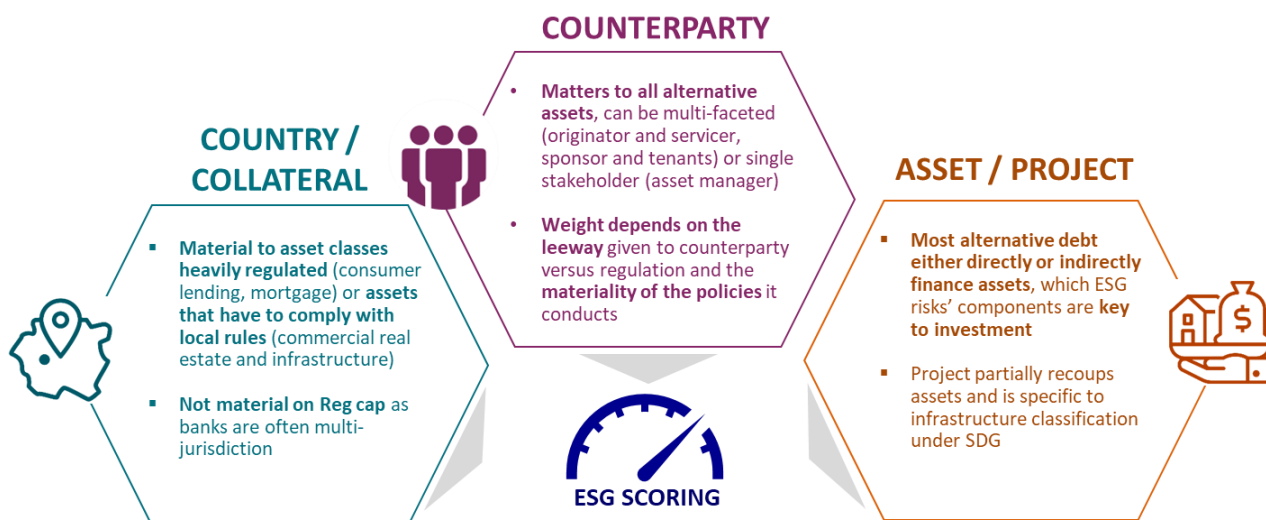 COUNTERPARTY
• Matters to all alternative
assets, can be multi-faceted
(originator and servicer,
sponsor and tenants) or single
stakeholder (asset manager)
• Weight depends on the
leeway given to counterparty
versus regulation and the
materiality of the policies it
conducts
COUNTRY /
COLLATERAL
▪ Material to asset classes
heavily regulated (consumer
lending, mortgage) or assets
that have to comply with
local rules (commercial real
estate and infrastructure)
▪ Not material on Reg cap as
banks are often multi-
jurisdiction
ASSET / PROJECT
▪ Most alternative debt
either directly or indirectly
finance assets, which ESG
risks’ components are key
to investment
▪ Project partially recoups
assets and is specific to
infrastructure classification
under SDG
$
ESG SCORING